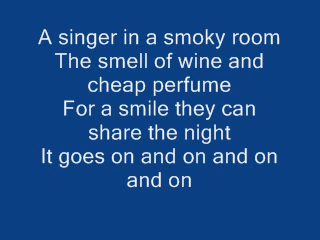 A singer in a smoky room
The smell of wine and
cheap perfume
For a smile they can
share the night
It goes on and on and on
and on